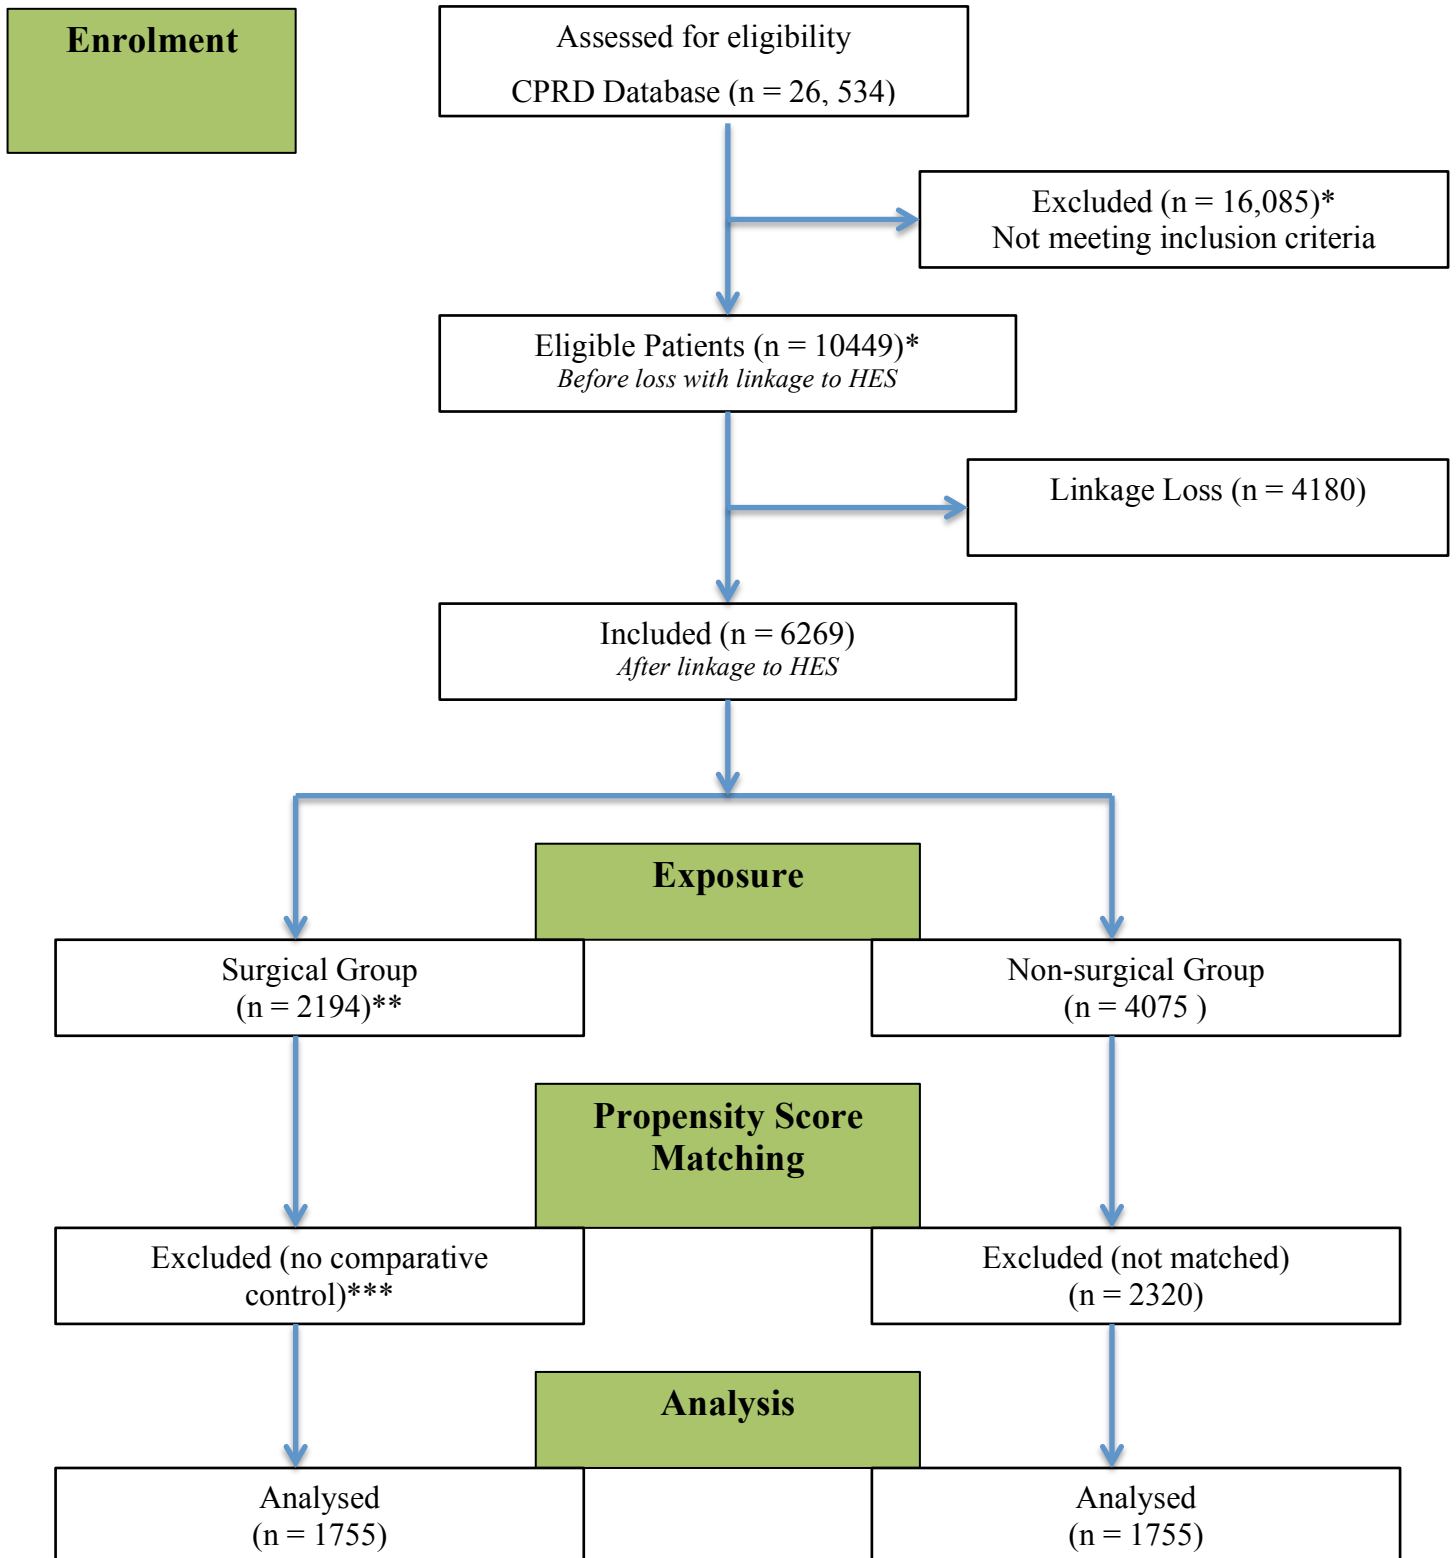 Enrolment
Assessed for eligibility
CPRD Database (n = 26, 534)
Excluded (n = 16,085)*
Not meeting inclusion criteria
Eligible Patients (n = 10449)*
Before loss with linkage to HES
Linkage Loss (n = 4180)
Included (n = 6269)
After linkage to HES
Exposure
Surgical Group
(n = 2194)**
Non-surgical Group
(n = 4075 )
Propensity Score
Matching
Excluded (no comparative
control)***
Excluded (not matched)
(n = 2320)
Analysis
Analysed
(n = 1755)
Analysed
(n = 1755)